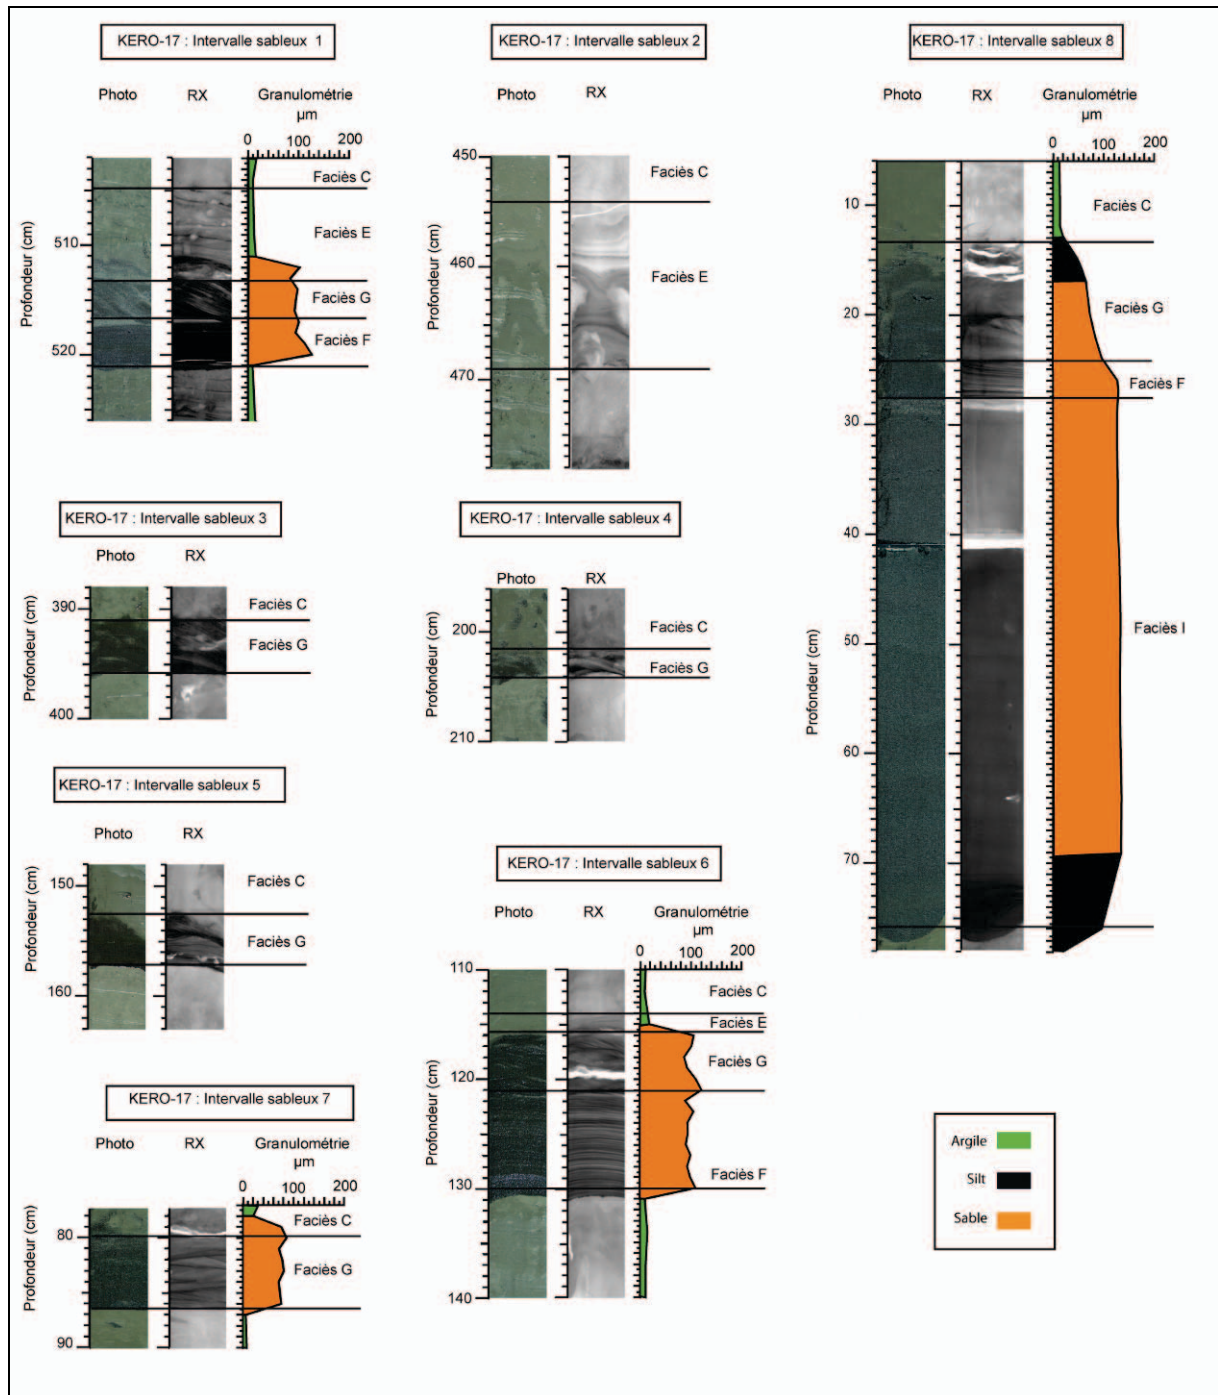 KERO-17 : Intervalle sableux 1
Photo RX Granulométrie
µm
0 100 200
Profondeur (cm)
510
520
Faciès C
Faciès E
Faciès G
Faciès F
KERO-17 : Intervalle sableux 2
Photo RX
Profondeur (cm)
450
460
470
Faciès C
Faciès E
KERO-17 : Intervalle sableux 8
Photo RX Granulométrie
µm
0 100 200
Profondeur (cm)
10
20
30
40
50
60
70
Faciès C
Faciès G
Faciès F
Faciès I
KERO-17 : Intervalle sableux 3
Photo RX
Profondeur (cm)
390
400
Faciès C
Faciès G
KERO-17 : Intervalle sableux 4
Photo RX
Profondeur (cm)
200
210
Faciès C
Faciès G
KERO-17 : Intervalle sableux 5
Photo RX
Profondeur (cm)
150
160
Faciès C
Faciès G
KERO-17 : Intervalle sableux 6
Photo RX Granulométrie
µm
0 100 200
Profondeur (cm)
110
120
130
140
Faciès C
Faciès E
Faciès G
Faciès F
KERO-17 : Intervalle sableux 7
Photo RX Granulométrie
µm
0 100 200
Profondeur (cm)
80
90
Faciès C
Faciès G
Argile
Silt
Sable